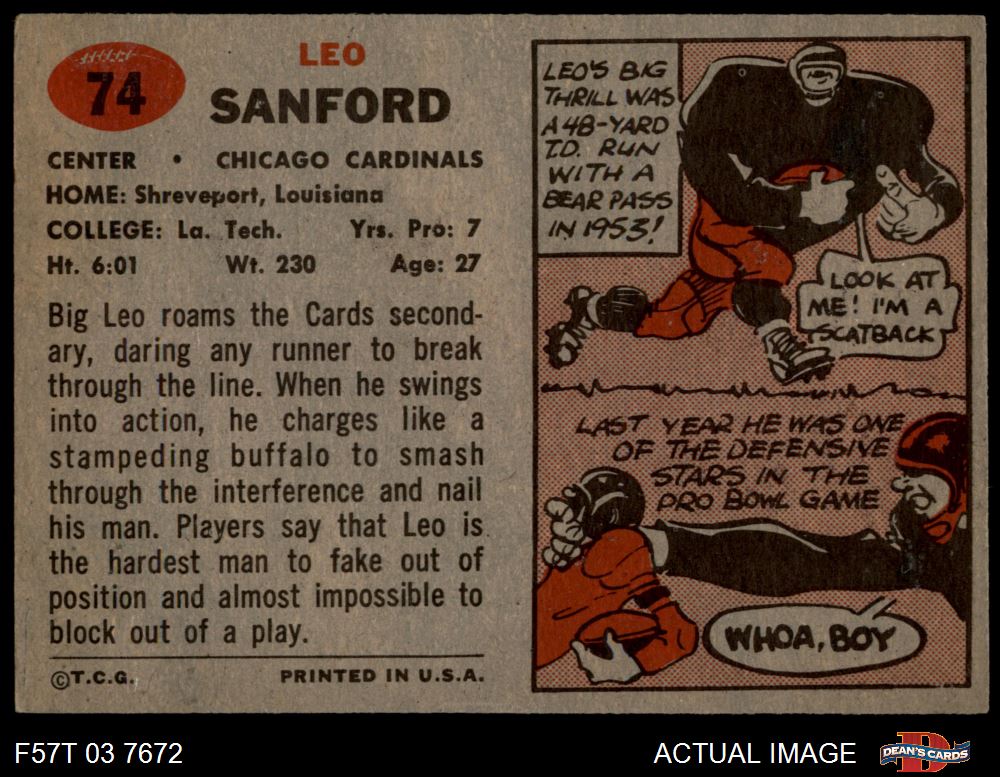 74
LEO
SANFORD
CENTER • CHICAGO CARDINALS
HOME: Shreveport, Louisiana
COLLEGE: La. Tech. Yrs. Pro: 7
Ht. 6:01 Wt. 230 Age: 27
Big Leo roams the Cards second-
ary, daring any runner to break
through the line. When he swings
into action, he charges like a
stampeding buffalo to smash
through the interference and nail
his man. Players say that Leo is
the hardest man to fake out of
position and almost impossible to
block out of a play.
©T.C.G. PRINTED IN U.S.A.
LEO'S BIG
THRILL WAS
A 48-YARD
T.D. RUN
WITH A
BEAR PASS
IN 1953!
LOOK AT
ME! I'M A
SCATBACK
LAST YEAR HE WAS ONE
OF THE DEFENSIVE
STARS IN THE
PRO BOWL GAME
WHOA, BOY
F57T 03 7672
ACTUAL IMAGE
DEAN'S CARDS